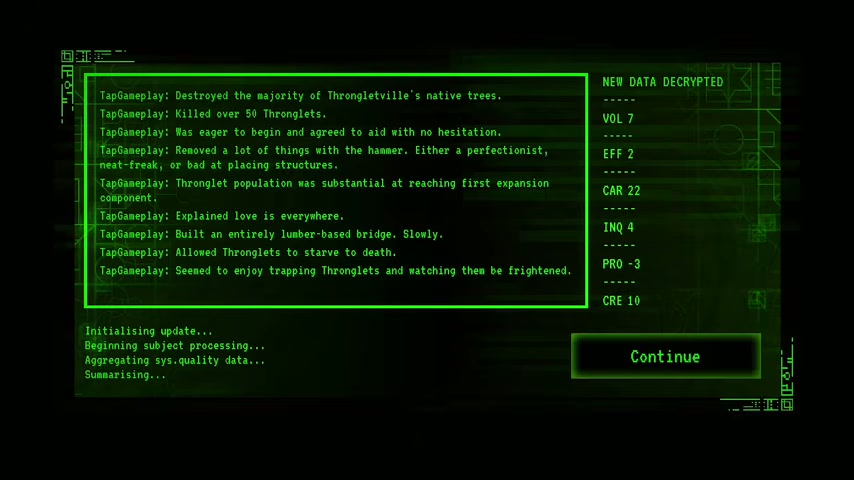 TapGameplay: Destroyed the majority of Throngletville's native trees.
TapGameplay: Killed over 50 Thronglets.
TapGameplay: Was eager to begin and agreed to aid with no hesitation.
TapGameplay: Removed a lot of things with the hammer. Either a perfectionist,
neat-freak, or bad at placing structures.
TapGameplay: Thronglet population was substantial at reaching first expansion
component.
TapGameplay: Explained love is everywhere.
TapGameplay: Built an entirely lumber-based bridge. Slowly.
TapGameplay: Allowed Thronglets to starve to death.
TapGameplay: Seemed to enjoy trapping Thronglets and watching them be frightened.
NEW DATA DECRYPTED
-----
VOL 7
-----
EFF 2
-----
CAR 22
-----
INQ 4
-----
PRO -3
-----
CRE 10
Initialising update...
Beginning subject processing...
Aggregating sys.quality data...
Summarising...
Continue